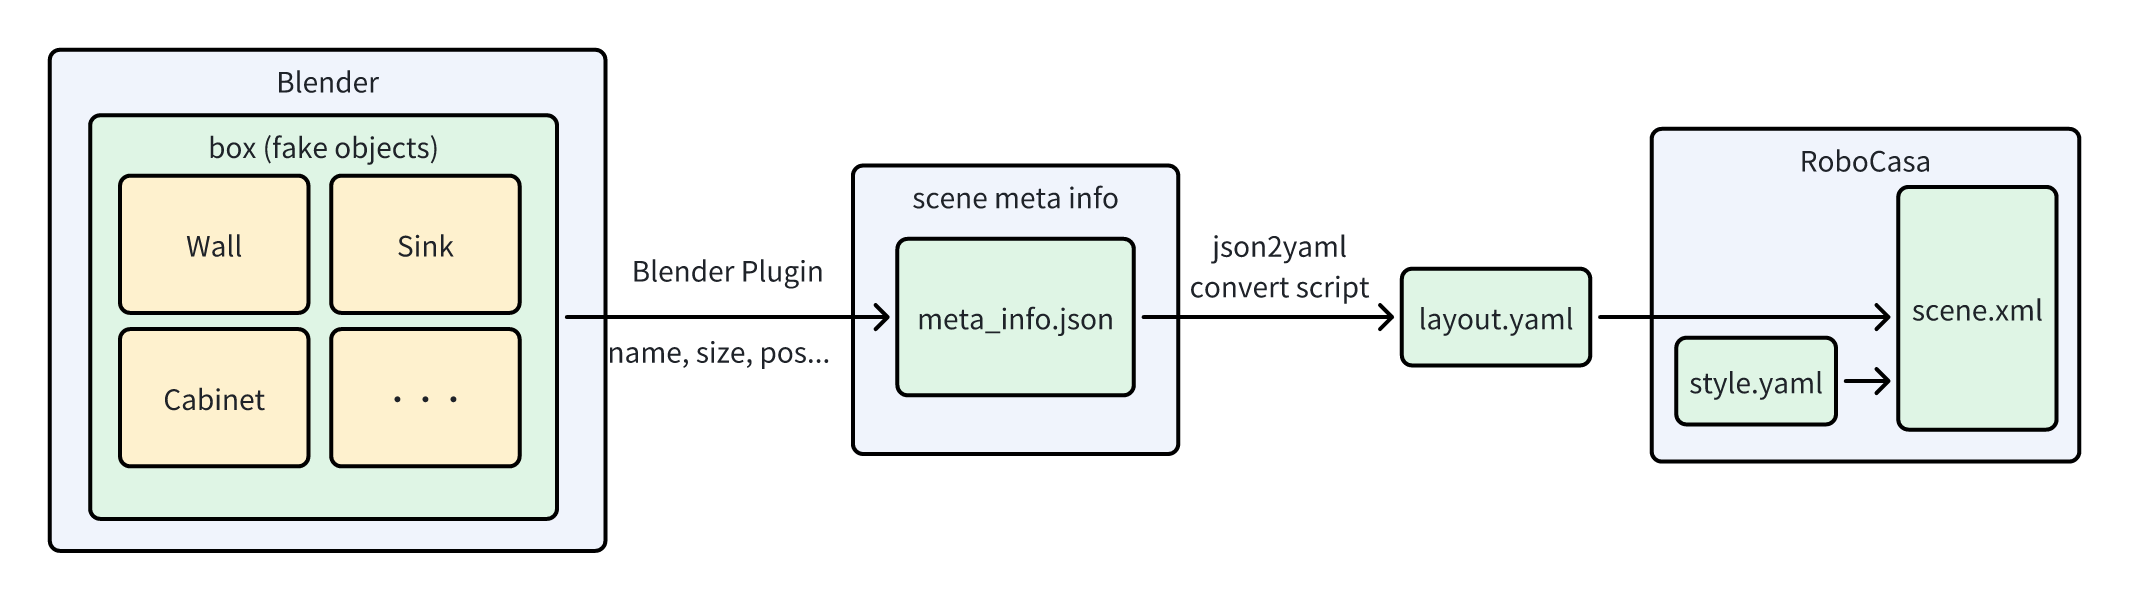 Blender
box (fake objects)
Wall
Sink
Cabinet
. . .
Blender Plugin
name, size, pos...
scene meta info
meta_info.json
json2yaml
convert script
layout.yaml
RoboCasa
style.yaml
scene.xml